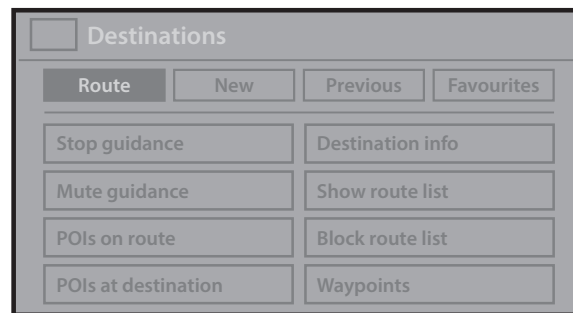 Destinations
Route New Previous Favourites
Stop guidance Destination info
Mute guidance Show route list
POIs on route Block route list
POIs at destination Waypoints